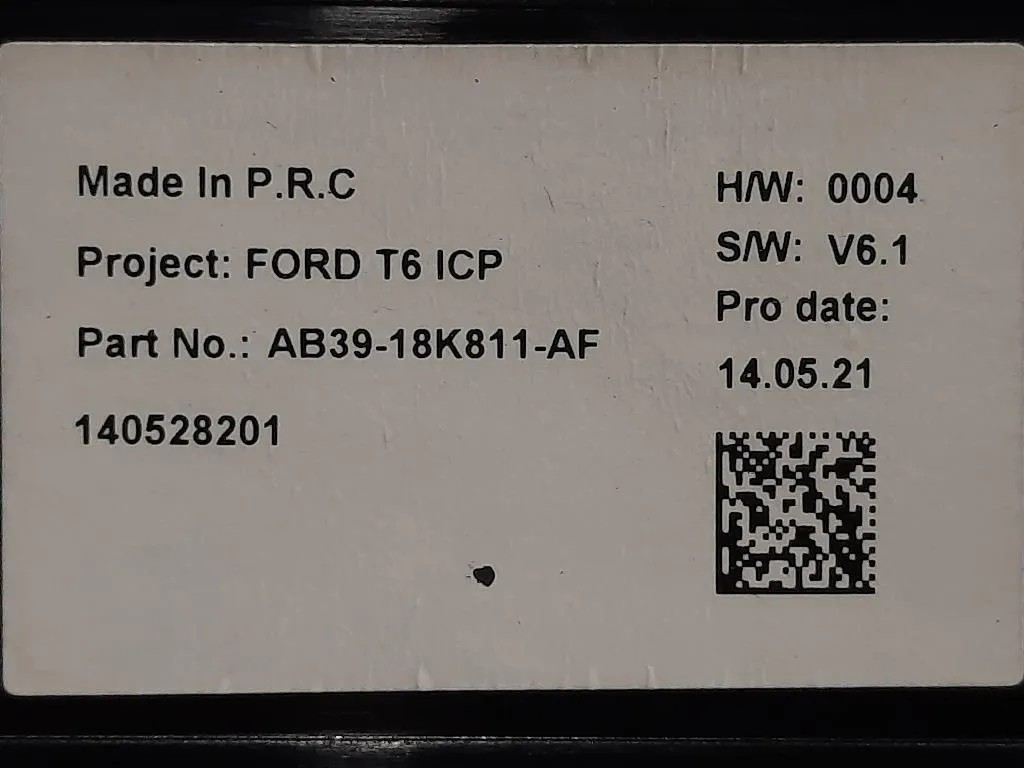 Made In P.R.C
Project: FORD T6 ICP
Part No.: AB39-18K811-AF
140528201
H/W: 0004
S/W: V6.1
Pro date:
14.05.21